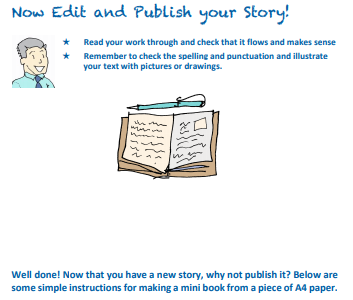 Now Edit and Publish your Story!
★ Read your work through and check that it flows and makes sense
★ Remember to check the spelling and punctuation and illustrate
your text with pictures or drawings.
Well done! Now that you have a new story, why not publish it? Below are
some simple instructions for making a mini book from a piece of A4 paper.